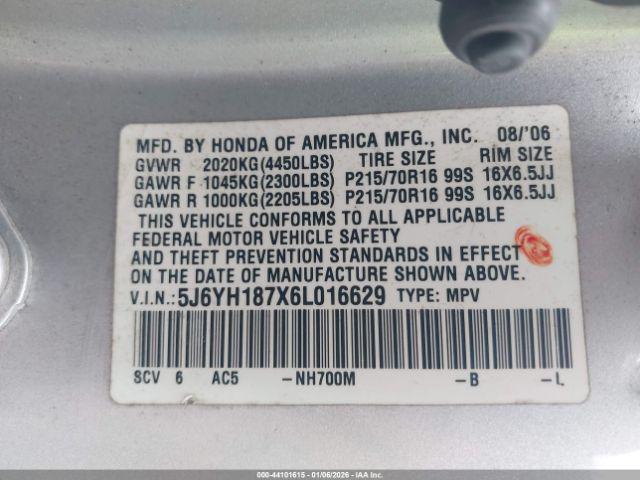 MFD. BY HONDA OF AMERICA MFG., INC. 08/'06
GVWR 2020KG(4450LBS) TIRE SIZE RIM SIZE
GAWR F 1045KG(2300LBS) P215/70R16 99S 16X6.5JJ
GAWR R 1000KG(2205LBS) P215/70R16 99S 16X6.5JJ
THIS VEHICLE CONFORMS TO ALL APPLICABLE
FEDERAL MOTOR VEHICLE SAFETY
AND THEFT PREVENTION STANDARDS IN EFFECT
ON THE DATE OF MANUFACTURE SHOWN ABOVE.
V.I.N.: 5J6YH187X6L016629 TYPE: MPV
SCV 6 AC5 -NH700M -B -L
000-44101615 - 01/06/2026 - IAAI.COM